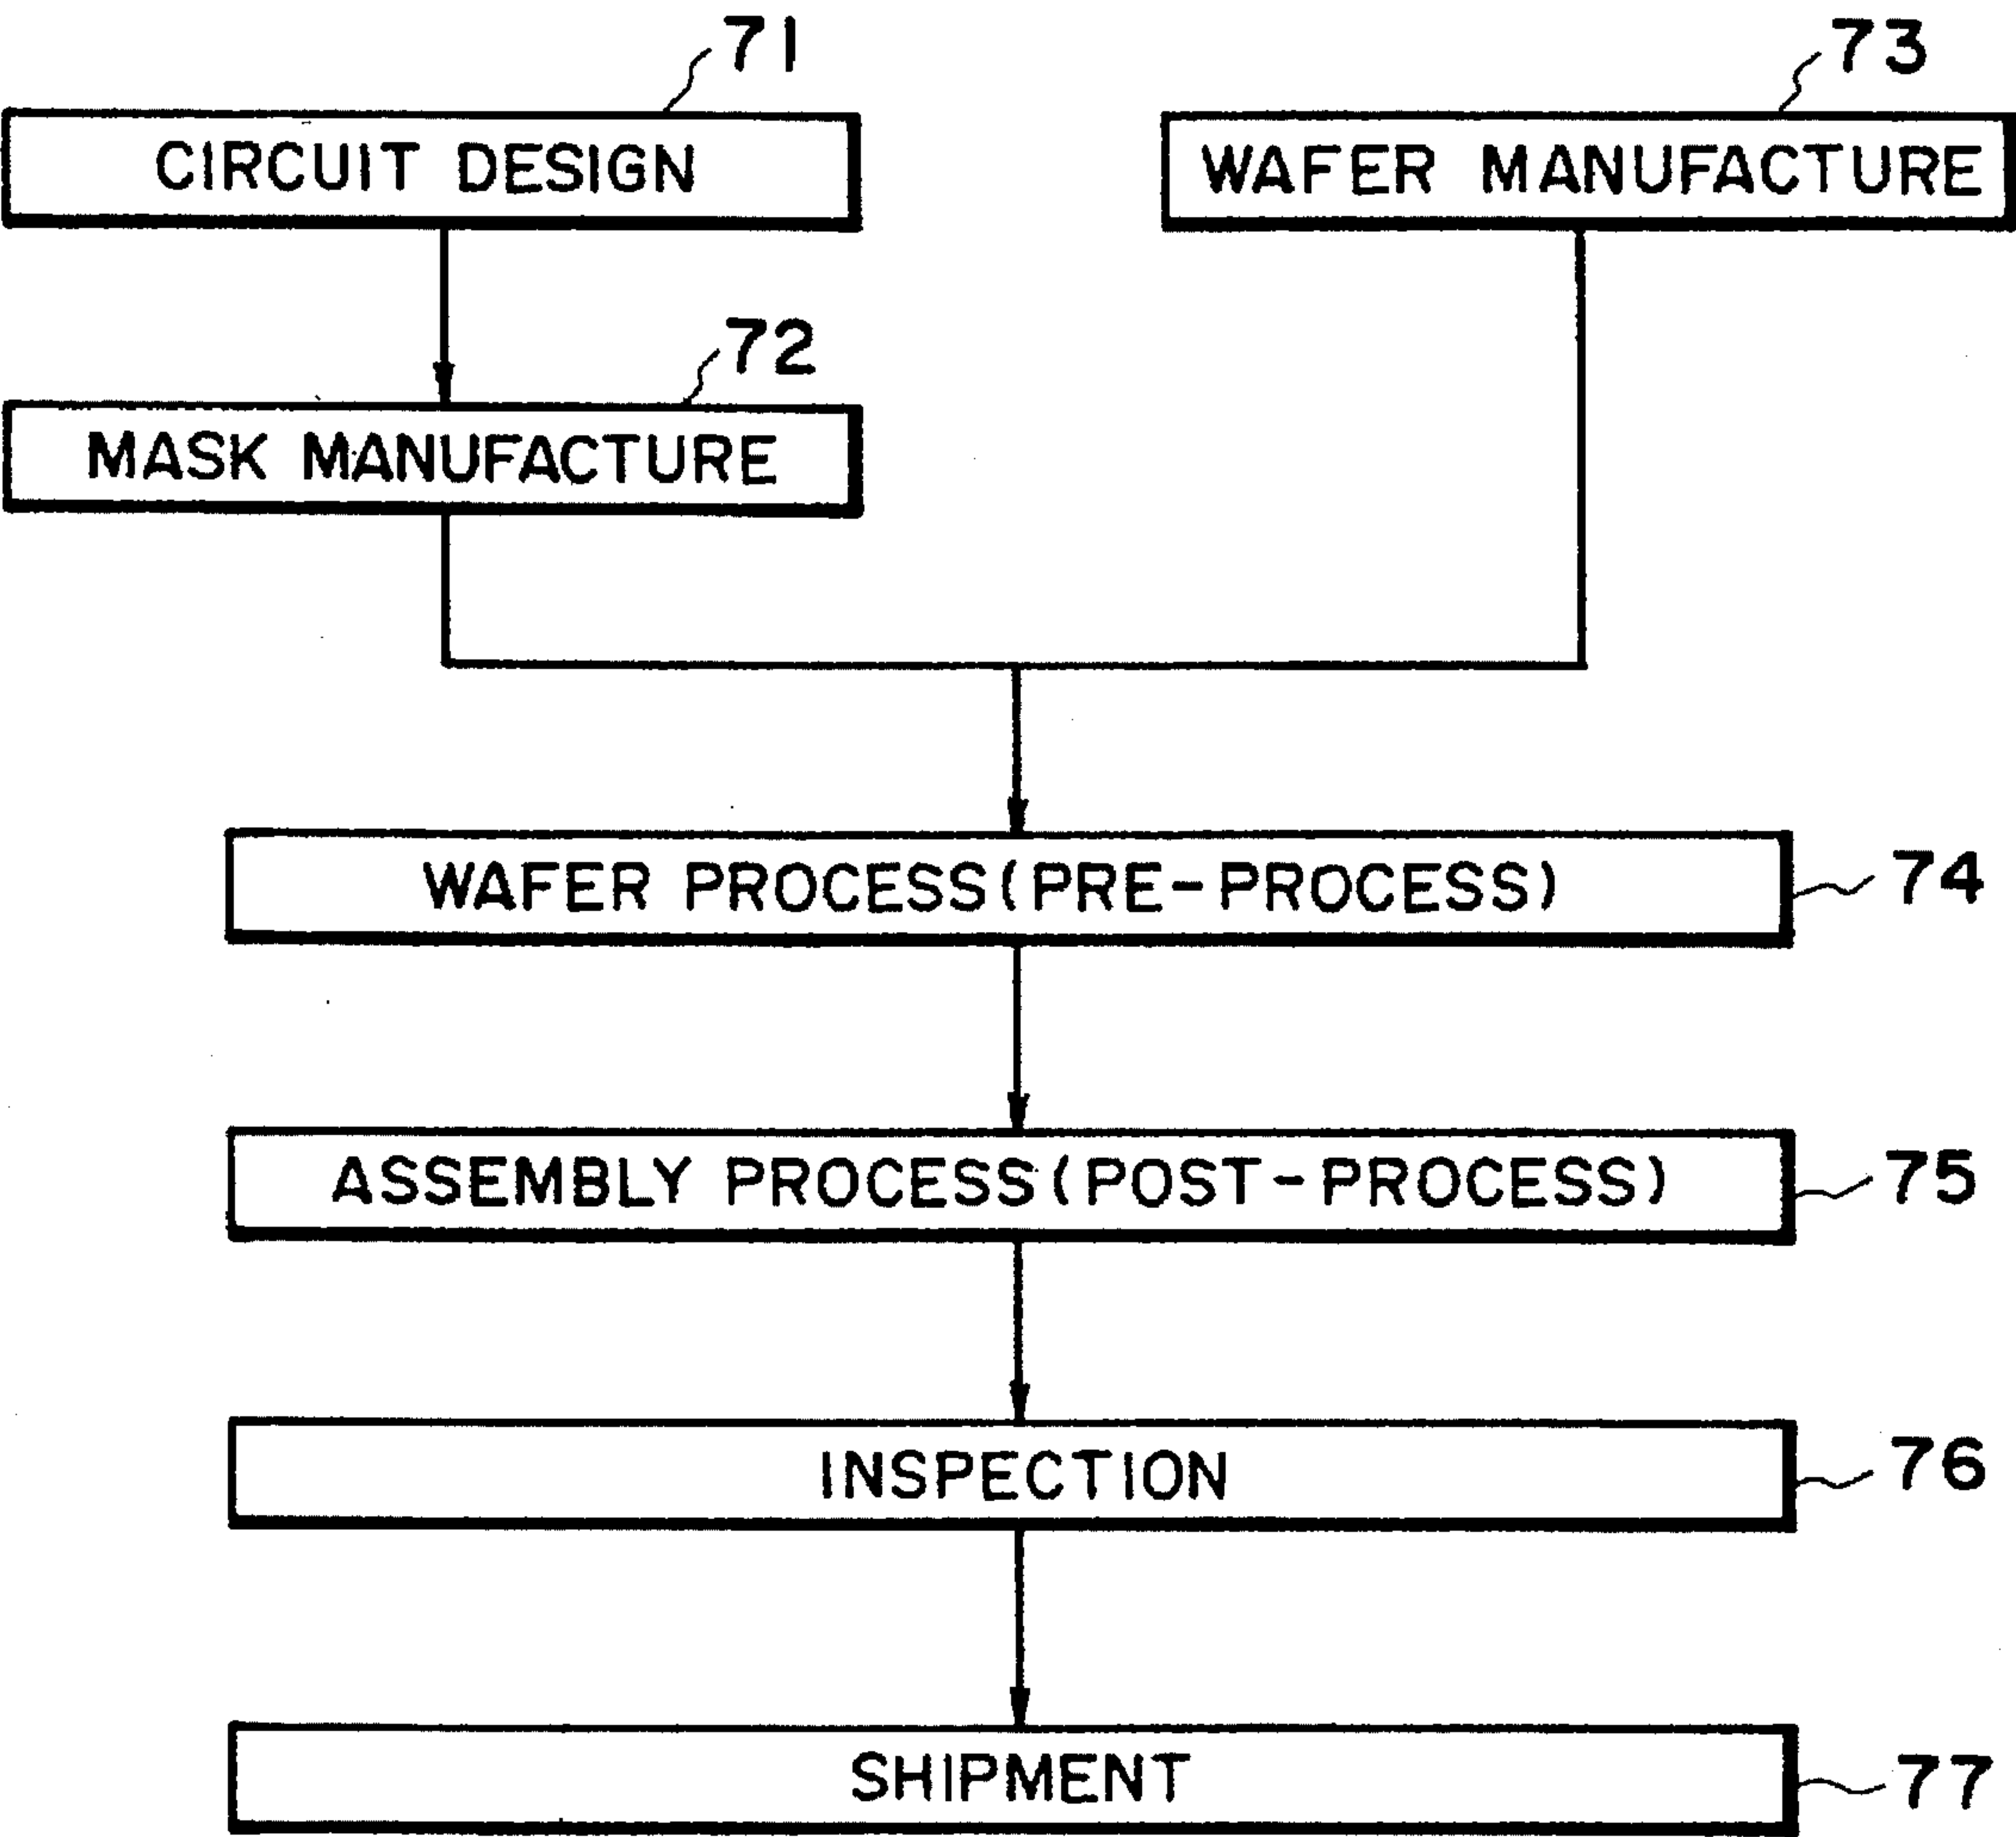 71
73
CIRCUIT DESIGN
WAFER MANUFACTURE
72
MASK MANUFACTURE
WAFER PROCESS(PRE-PROCESS)
74
ASSEMBLY PROCESS(POST-PROCESS)
75
INSPECTION
76
SHIPMENT
77